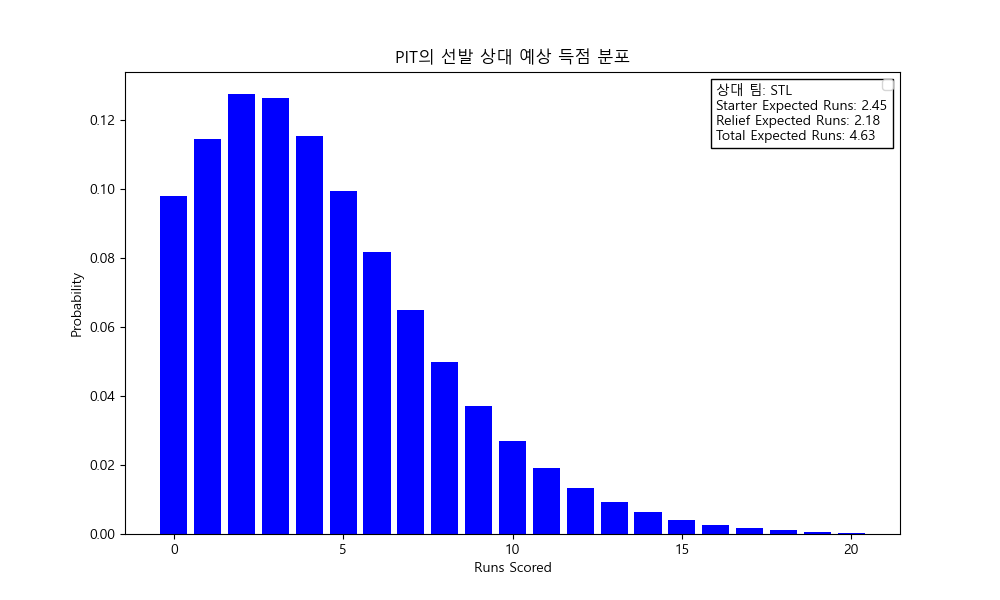 PIT의 선발 상대 예상 득점 분포
상대 팀: STL
Starter Expected Runs: 2.45
Relief Expected Runs: 2.18
Total Expected Runs: 4.63
Probability
0.12
0.10
0.08
0.06
0.04
0.02
0.00
0 5 10 15 20
Runs Scored